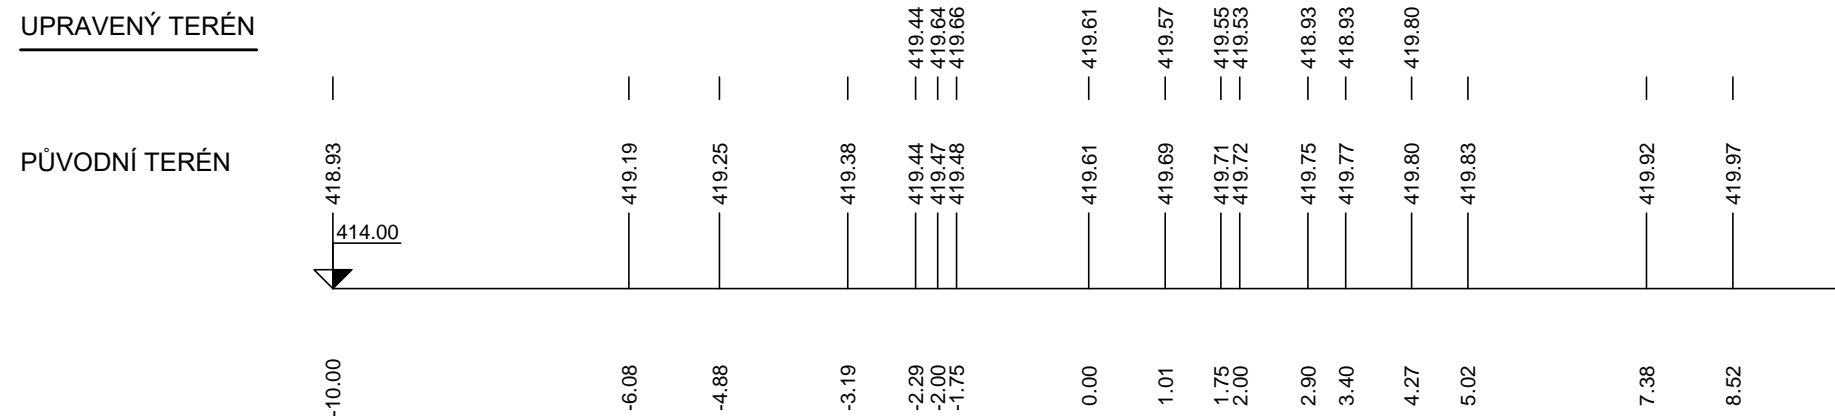 UPRAVENÝ TERÉN
419.44 419.64 419.66 419.61 419.57 419.55 419.53 418.93 418.93 419.80
PŮVODNÍ TERÉN
418.93 419.19 419.25 419.38 419.44 419.47 419.48 419.61 419.69 419.71 419.72 419.75 419.77 419.80 419.83 419.92 419.97
414.00
-10.00 -6.08 -4.88 -3.19 -2.29 -2.00 -1.75 0.00 1.01 1.75 2.00 2.90 3.40 4.27 5.02 7.38 8.52